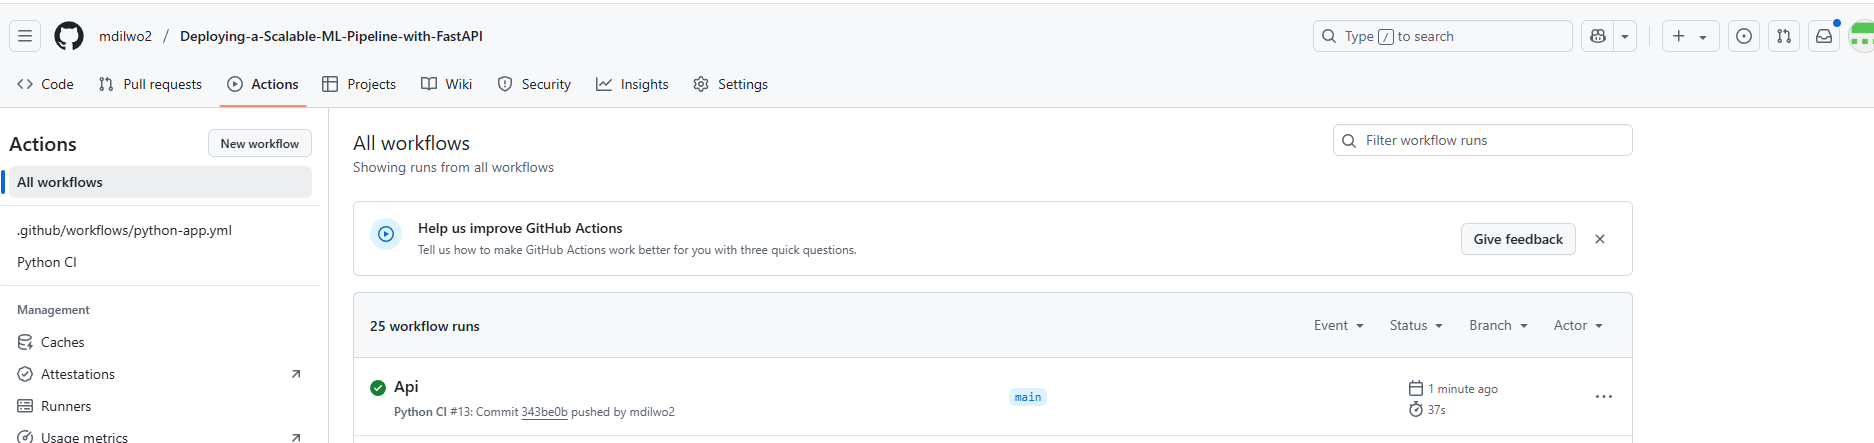 mdilwo2 / Deploying-a-Scalable-ML-Pipeline-with-FastAPI
Type / to search
Code Pull requests Actions Projects Wiki Security Insights Settings
Actions
New workflow
All workflows
.github/workflows/python-app.yml
Python CI
Management
Caches
Attestations
Runners
Usage metrics
All workflows
Showing runs from all workflows
Filter workflow runs
Help us improve GitHub Actions
Tell us how to make GitHub Actions work better for you with three quick questions.
Give feedback
25 workflow runs
Event Status Branch Actor
Api
Python CI #13: Commit 343be0b pushed by mdilwo2
main
1 minute ago
37s